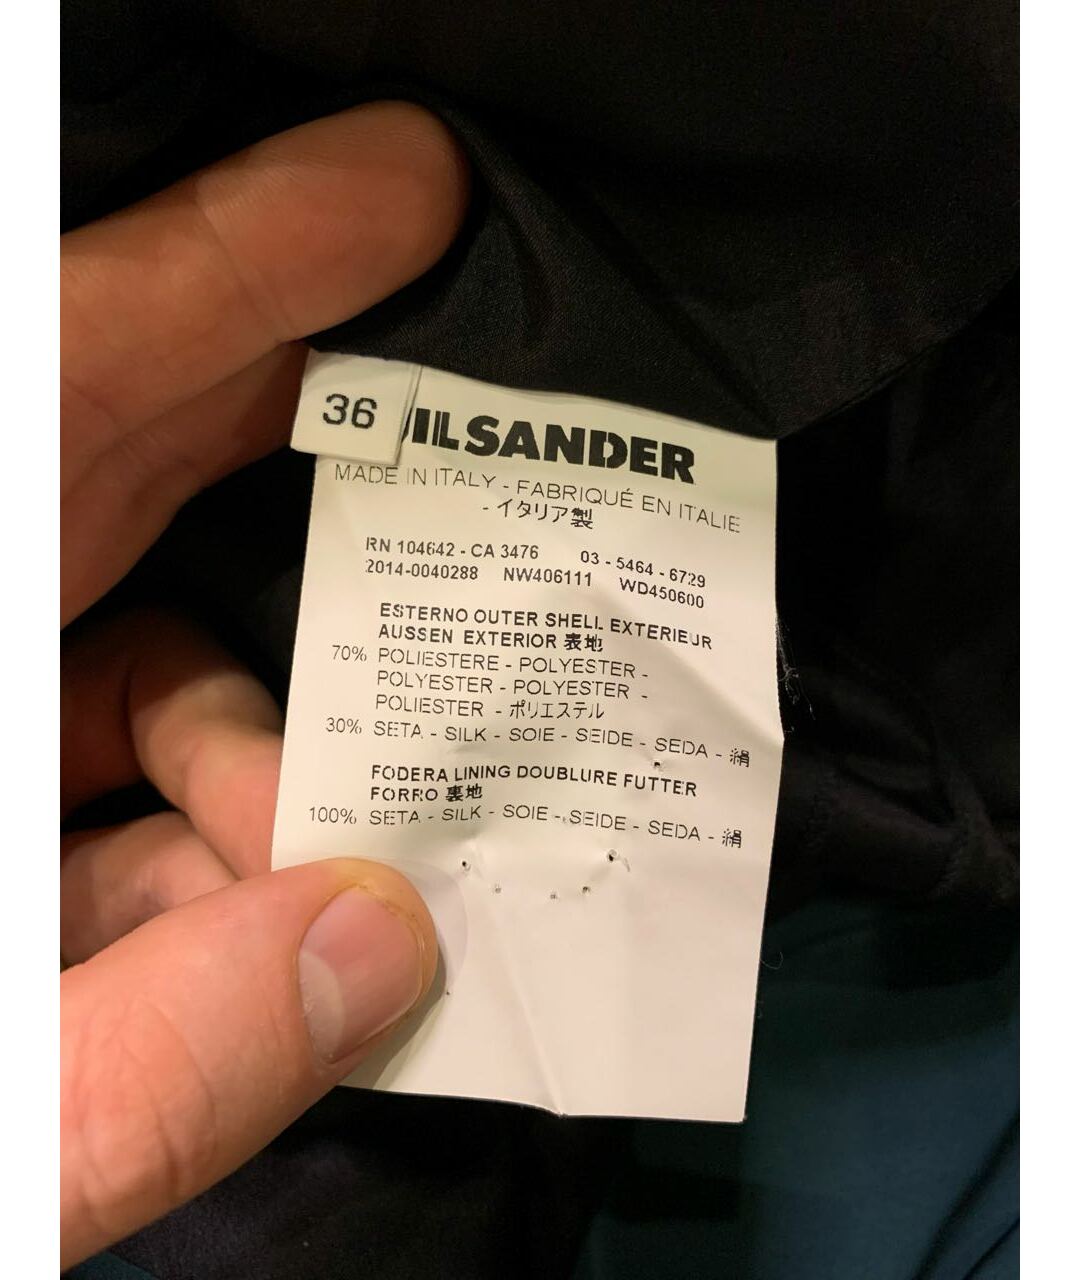 36
JIL SANDER
MADE IN ITALY - FABRIQUÉ EN ITALIE
- イタリア製
RN 104642 - CA 3476 03 - 5464 - 6729
2014-0040288 NW406111 WD450600
ESTERNO OUTER SHELL EXTERIEUR
AUSSEN EXTERIOR 表地
70% POLIESTERE - POLYESTER -
POLYESTER - POLYESTER -
POLIESTER - ポリエステル
30% SETA - SILK - SOIE - SEIDE - SEDA - 絹
FODERA LINING DOUBLURE FUTTER
FORRO 裏地
100% SETA - SILK - SOIE - SEIDE - SEDA - 絹